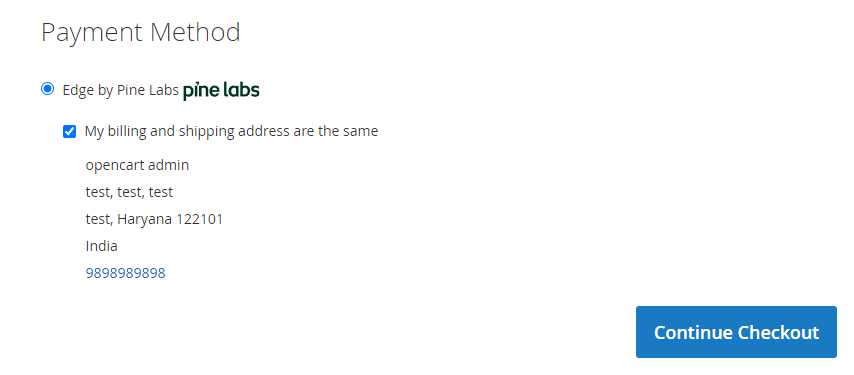 Payment Method
Edge by Pine Labs pine labs
My billing and shipping address are the same
opencart admin
test, test, test
test, Haryana 122101
India
9898989898
Continue Checkout